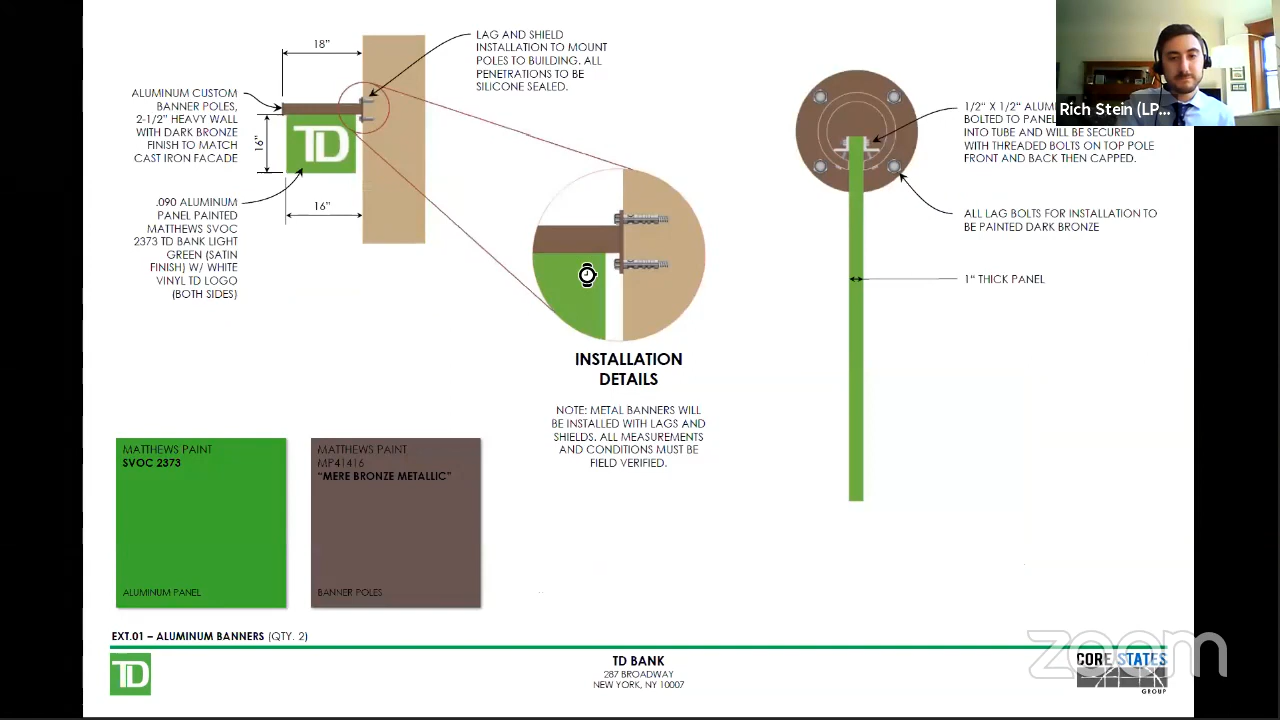 18"
ALUMINUM CUSTOM
BANNER POLES,
2-1/2" HEAVY WALL
WITH DARK BRONZE
FINISH TO MATCH
CAST IRON FACADE
16"
TD
.090 ALUMINUM
PANEL PAINTED
MATTHEWS SVOC
2373 TD BANK LIGHT
GREEN (SATIN
FINISH) W/ WHITE
VINYL TD LOGO
(BOTH SIDES)
16"
LAG AND SHIELD
INSTALLATION TO MOUNT
POLES TO BUILDING. ALL
PENETRATIONS TO BE
SILICONE SEALED.
INSTALLATION
DETAILS
NOTE: METAL BANNERS WILL
BE INSTALLED WITH LAGS AND
SHIELDS. ALL MEASUREMENTS
AND CONDITIONS MUST BE
FIELD VERIFIED.
Rich Stein (LP...
1/2" X 1/2"
BOLTED TO PANEL
INTO TUBE AND WILL BE SECURED
WITH THREADED BOLTS ON TOP POLE
FRONT AND BACK THEN CAPPED.
ALL LAG BOLTS FOR INSTALLATION TO
BE PAINTED DARK BRONZE
1" THICK PANEL
MATTHEWS PAINT
SVOC 2373
ALUMINUM PANEL
MATTHEWS PAINT
MP41416
"MERE BRONZE METALLIC"
BANNER POLES
EXT.01 – ALUMINUM BANNERS (QTY. 2)
TD
TD BANK
287 BROADWAY
NEW YORK, NY 10007
zoom
CORE STATES
GROUP